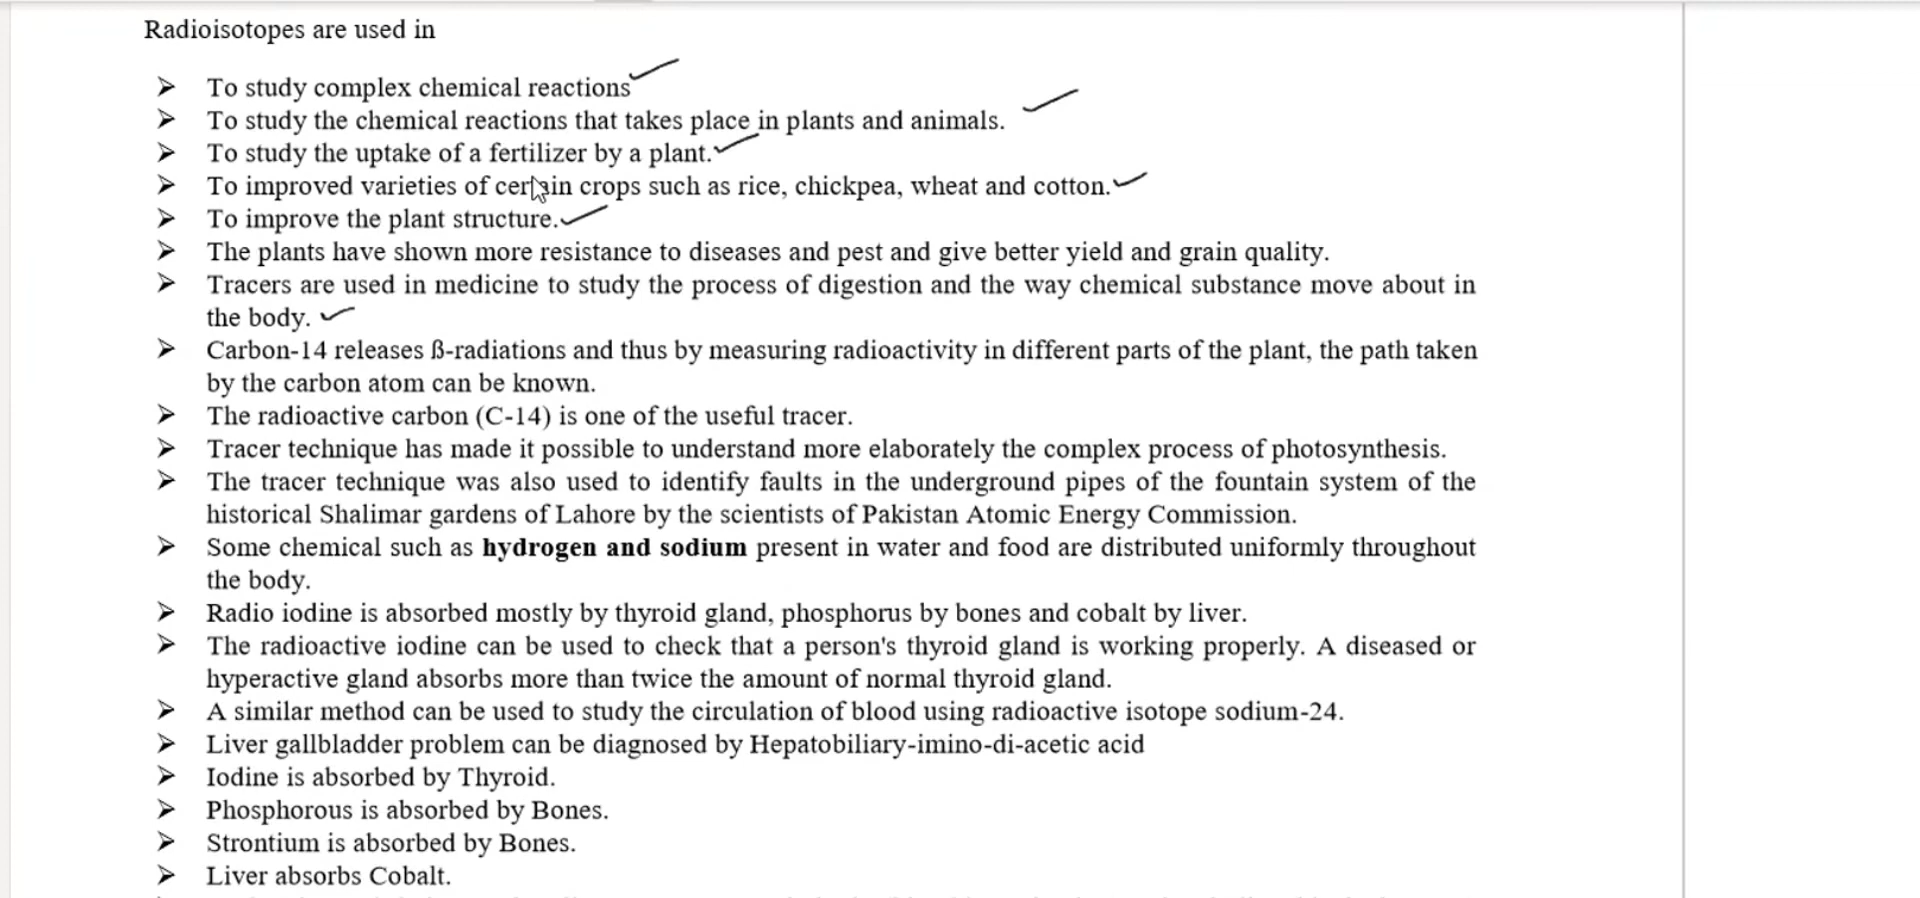 Radioisotopes are used in
➢ To study complex chemical reactions
➢ To study the chemical reactions that takes place in plants and animals.
➢ To study the uptake of a fertilizer by a plant.
➢ To improved varieties of certain crops such as rice, chickpea, wheat and cotton.
➢ To improve the plant structure.
➢ The plants have shown more resistance to diseases and pest and give better yield and grain quality.
➢ Tracers are used in medicine to study the process of digestion and the way chemical substance move about in
the body.
➢ Carbon-14 releases ß-radiations and thus by measuring radioactivity in different parts of the plant, the path taken
by the carbon atom can be known.
➢ The radioactive carbon (C-14) is one of the useful tracer.
➢ Tracer technique has made it possible to understand more elaborately the complex process of photosynthesis.
➢ The tracer technique was also used to identify faults in the underground pipes of the fountain system of the
historical Shalimar gardens of Lahore by the scientists of Pakistan Atomic Energy Commission.
➢ Some chemical such as hydrogen and sodium present in water and food are distributed uniformly throughout
the body.
➢ Radio iodine is absorbed mostly by thyroid gland, phosphorus by bones and cobalt by liver.
➢ The radioactive iodine can be used to check that a person's thyroid gland is working properly. A diseased or
hyperactive gland absorbs more than twice the amount of normal thyroid gland.
➢ A similar method can be used to study the circulation of blood using radioactive isotope sodium-24.
➢ Liver gallbladder problem can be diagnosed by Hepatobiliary-imino-di-acetic acid
➢ Iodine is absorbed by Thyroid.
➢ Phosphorous is absorbed by Bones.
➢ Strontium is absorbed by Bones.
➢ Liver absorbs Cobalt.